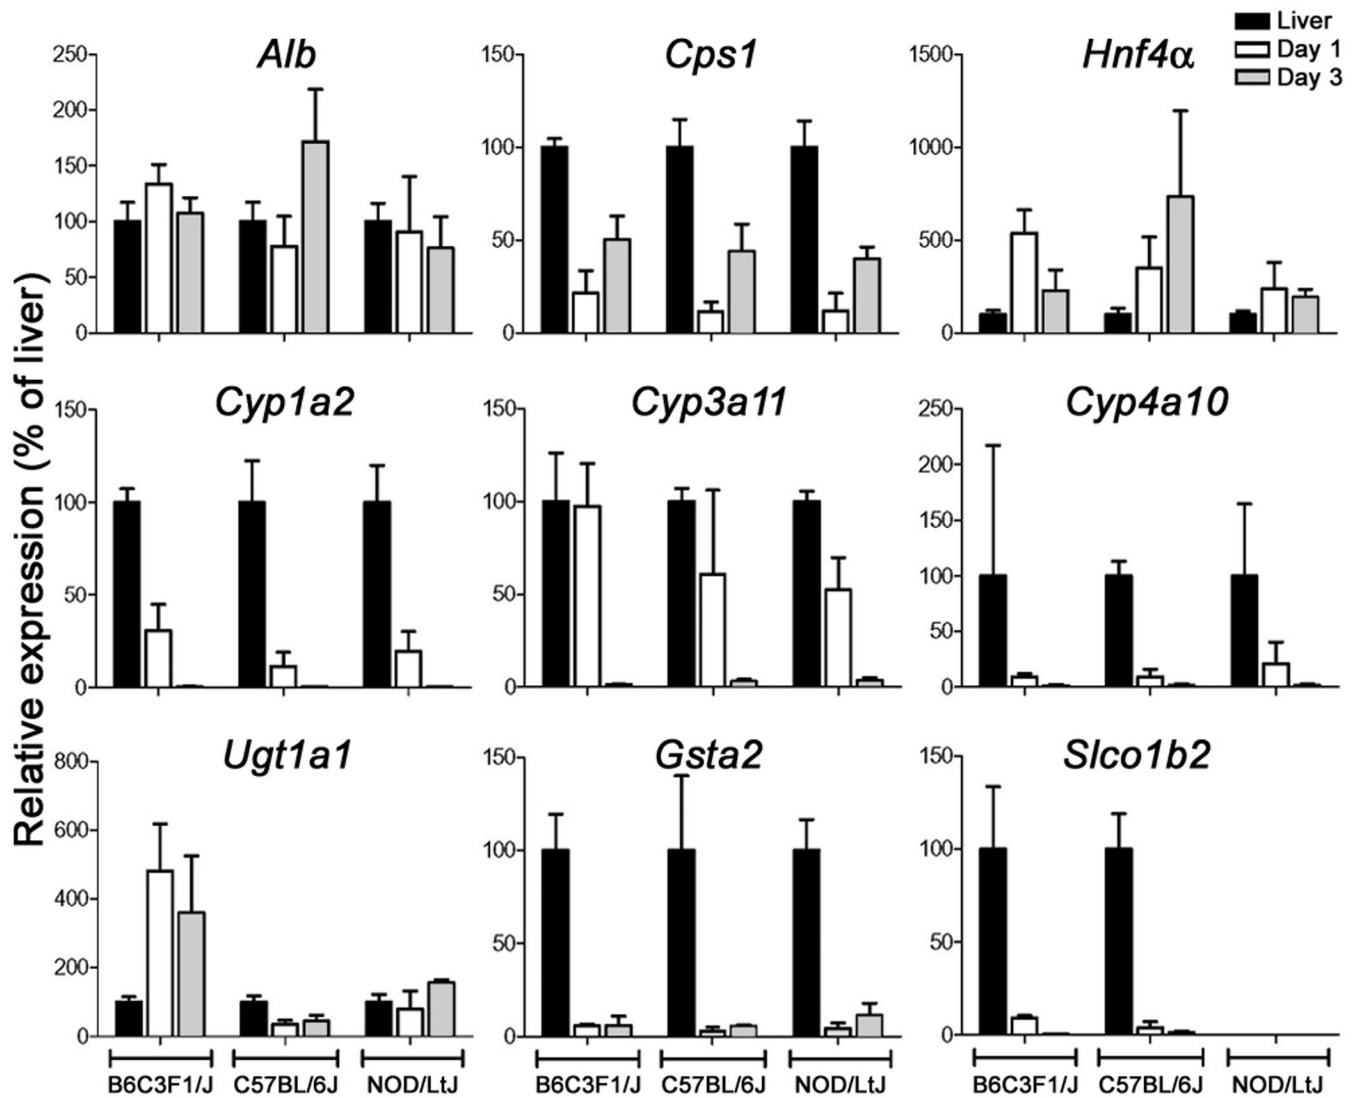 Liver
Day 1
Day 3
Relative expression (% of liver)
Alb
250
200
150
100
50
0
Cps1
150
100
50
0
Hnf4α
1500
1000
500
0
Cyp1a2
150
100
50
0
Cyp3a11
150
100
50
0
Cyp4a10
250
200
150
100
50
0
Ugt1a1
800
600
400
200
0
Gsta2
150
100
50
0
Slco1b2
150
100
50
0
B6C3F1/J C57BL/6J NOD/LtJ
B6C3F1/J C57BL/6J NOD/LtJ
B6C3F1/J C57BL/6J NOD/LtJ